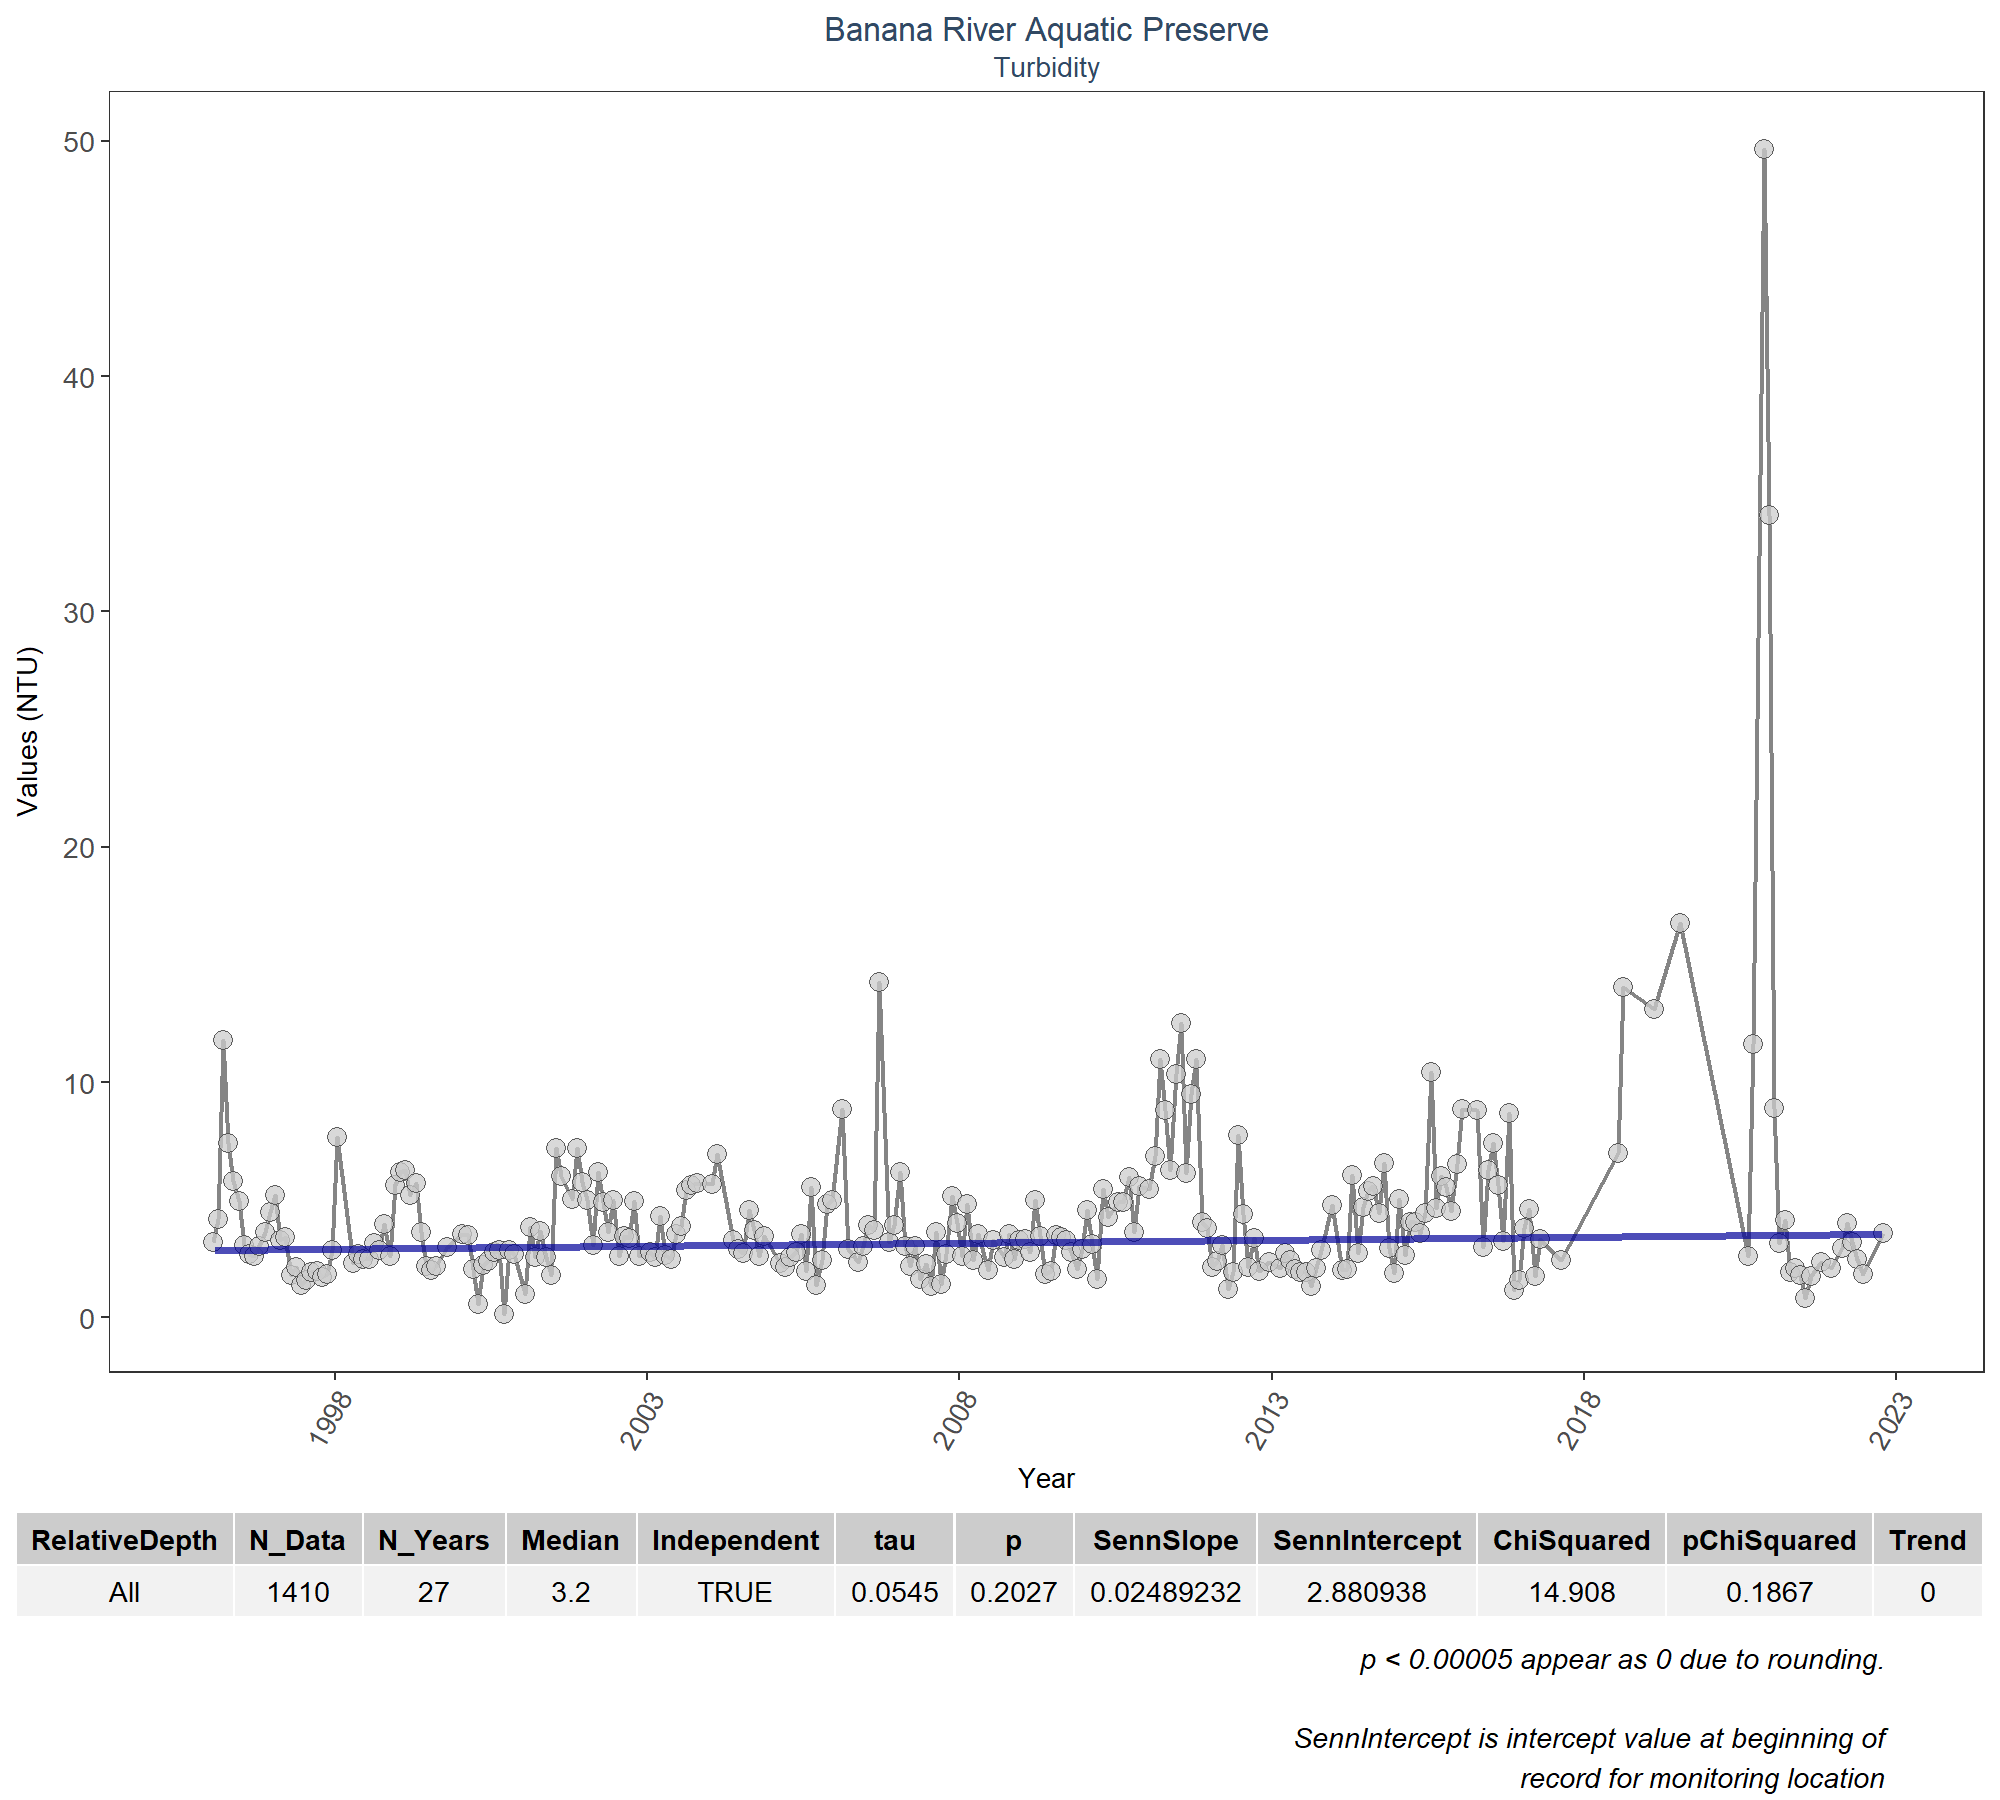 Banana River Aquatic Preserve
Turbidity
Values (NTU)
50
40
30
20
10
0
1998 2003 2008 2013 2018 2023
Year
RelativeDepth N_Data N_Years Median Independent tau p SennSlope SennIntercept ChiSquared pChiSquared Trend
All 1410 27 3.2 TRUE 0.0545 0.2027 0.02489232 2.880938 14.908 0.1867 0
p < 0.00005 appear as 0 due to rounding.
SennIntercept is intercept value at beginning of
record for monitoring location